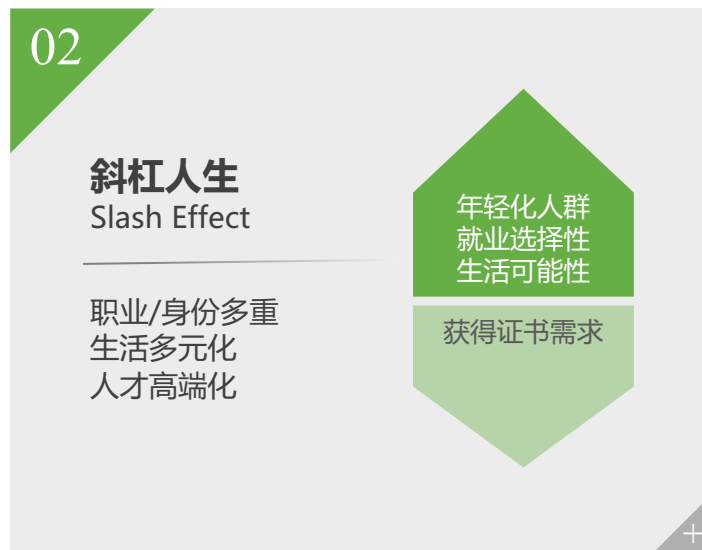 02
斜杠人生
Slash Effect
职业/身份多重
生活多元化
人才高端化
年轻化人群
就业选择性
生活可能性
获得证书需求